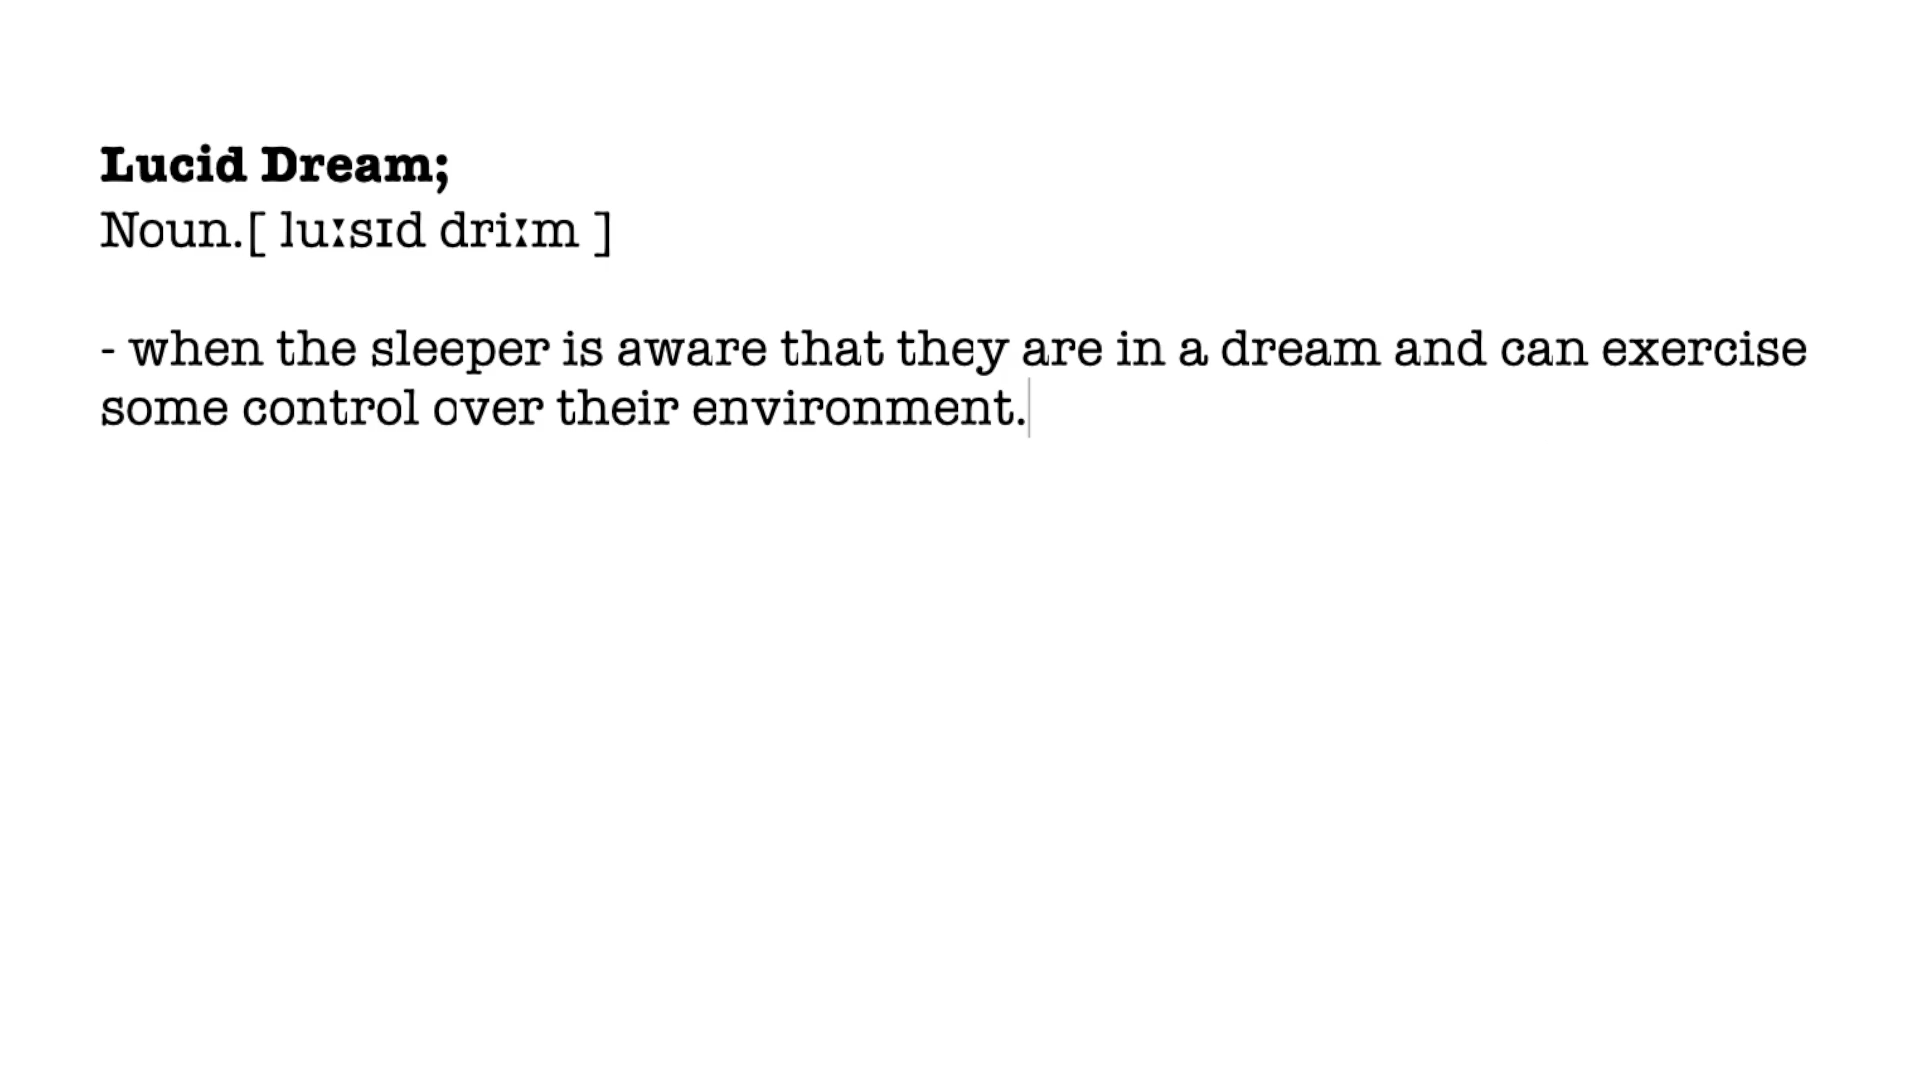 Lucid Dream;
Noun.[ luːsɪd driːm ]
- when the sleeper is aware that they are in a dream and can exercise
some control over their environment.